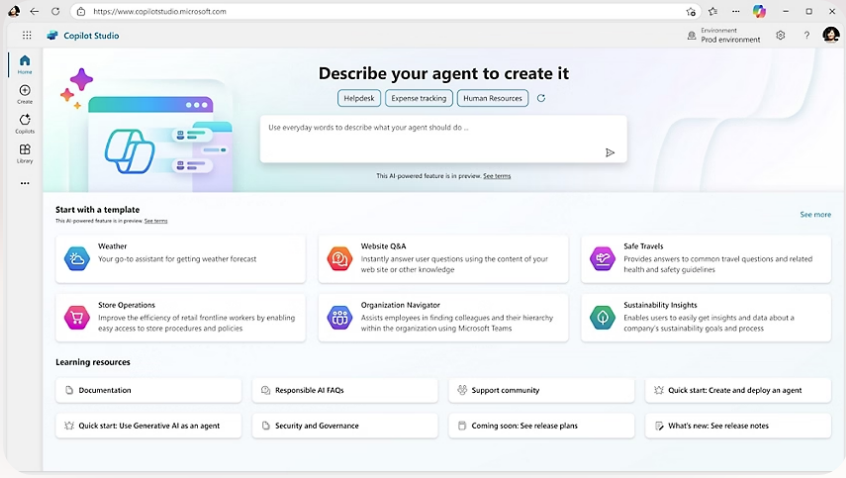 https://www.copilotstudio.microsoft.com
Copilot Studio
Environment
Prod environment
?
Home
Create
Copilots
Library
Describe your agent to create it
Helpdesk
Expense tracking
Human Resources
Use everyday words to describe what your agent should do ...
This AI-powered feature is in preview. See terms
Start with a template
This AI-powered feature is in preview. See terms
See more
Weather
Your go-to assistant for getting weather forecast
Website Q&A
Instantly answer user questions using the content of your
web site or other knowledge
Safe Travels
Provides answers to common travel questions and related
health and safety guidelines
Store Operations
Improve the efficiency of retail frontline workers by enabling
easy access to store procedures and policies
Organization Navigator
Assists employees in finding colleagues and their hierarchy
within the organization using Microsoft Teams
Sustainability Insights
Enables users to easily get insights and data about a
company's sustainability goals and process
Learning resources
Documentation
Responsible AI FAQs
Support community
Quick start: Create and deploy an agent
Quick start: Use Generative AI as an agent
Security and Governance
Coming soon: See release plans
What's new: See release notes